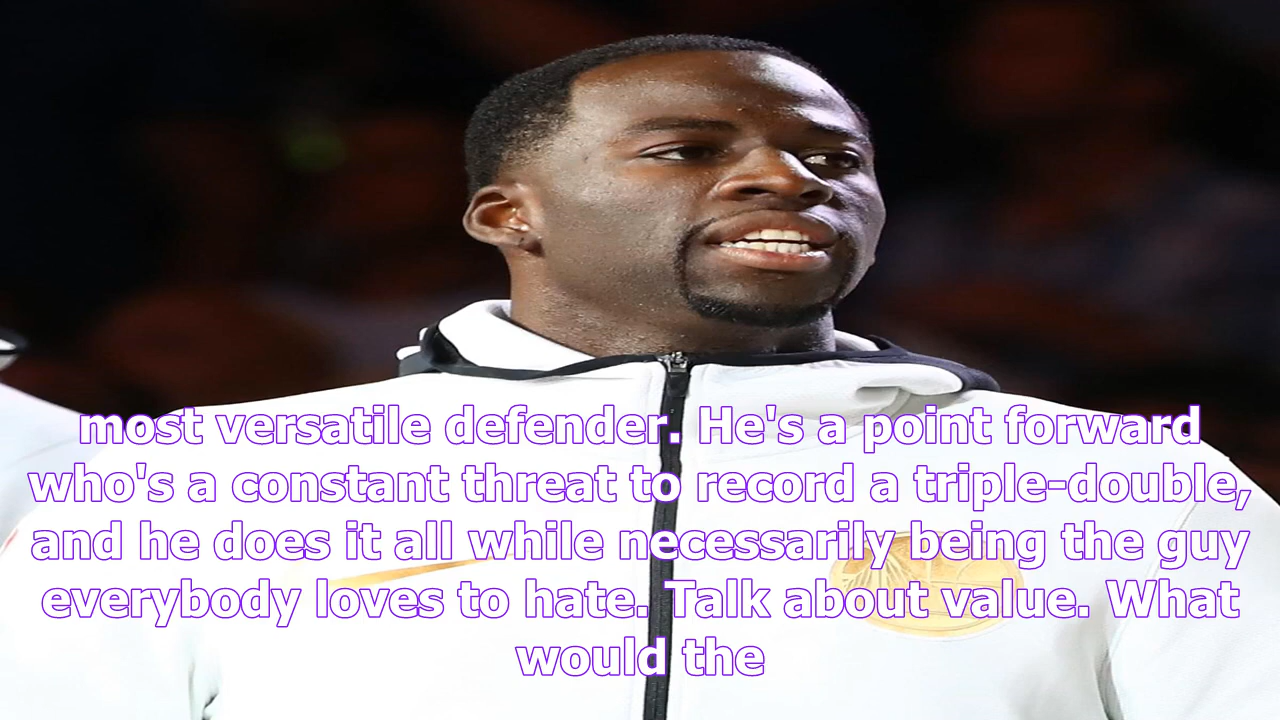 most versatile defender. He's a point forward
who's a constant threat to record a triple-double,
and he does it all while necessarily being the guy
everybody loves to hate. Talk about value. What
would the